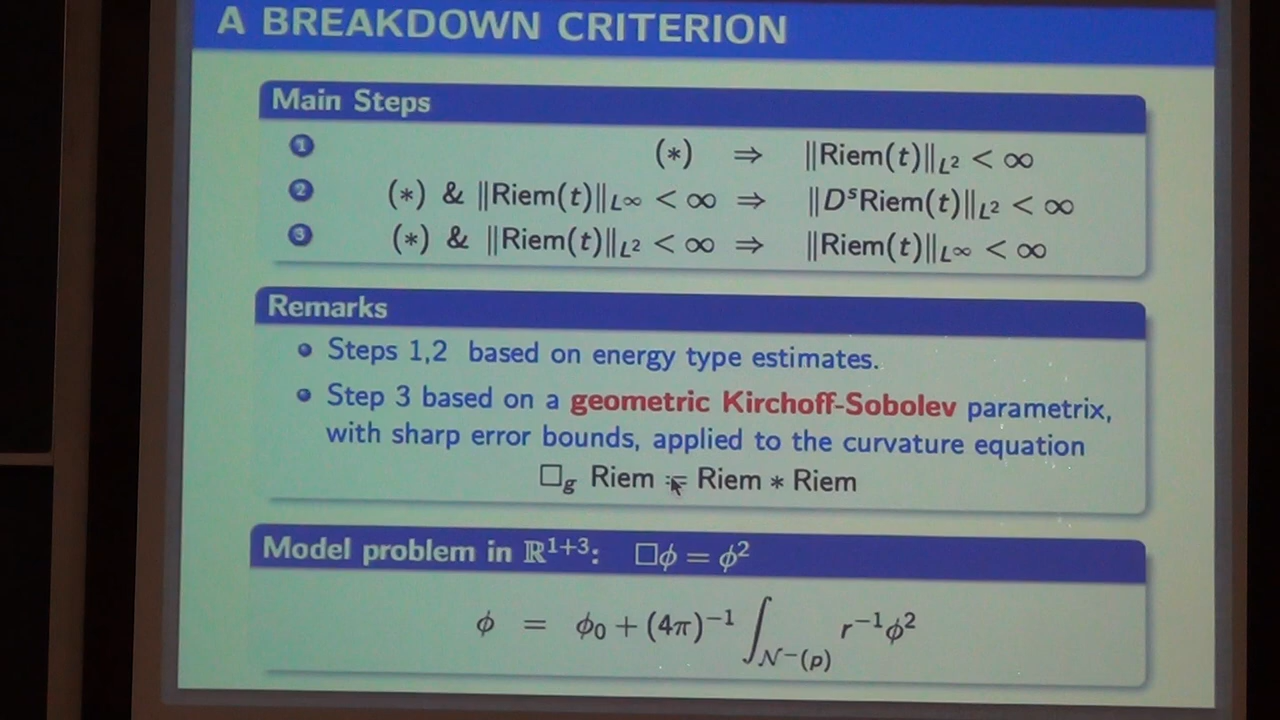 A BREAKDOWN CRITERION
Main Steps
1 (∗) ⇒ ‖Riem(t)‖_{L²} < ∞
2 (∗) & ‖Riem(t)‖_{L∞} < ∞ ⇒ ‖DˢRiem(t)‖_{L²} < ∞
3 (∗) & ‖Riem(t)‖_{L²} < ∞ ⇒ ‖Riem(t)‖_{L∞} < ∞
Remarks
Steps 1,2 based on energy type estimates.
Step 3 based on a geometric Kirchoff-Sobolev parametrix,
with sharp error bounds, applied to the curvature equation
□_g Riem = Riem ∗ Riem
Model problem in ℝ¹⁺³: □ϕ = ϕ²
ϕ = ϕ₀ + (4π)⁻¹ ∫_{𝒩⁻(p)} r⁻¹ϕ²